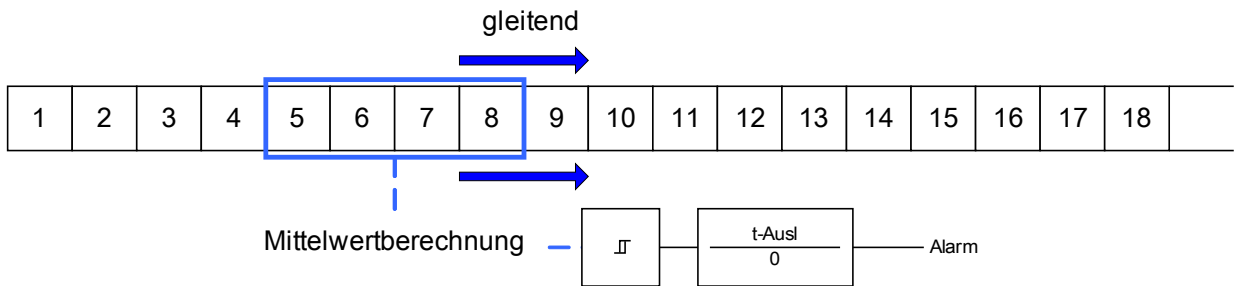 gleitend
1 2 3 4 5 6 7 8 9 10 11 12 13 14 15 16 17 18
Mittelwertberechnung
t-Ausl
0
Alarm